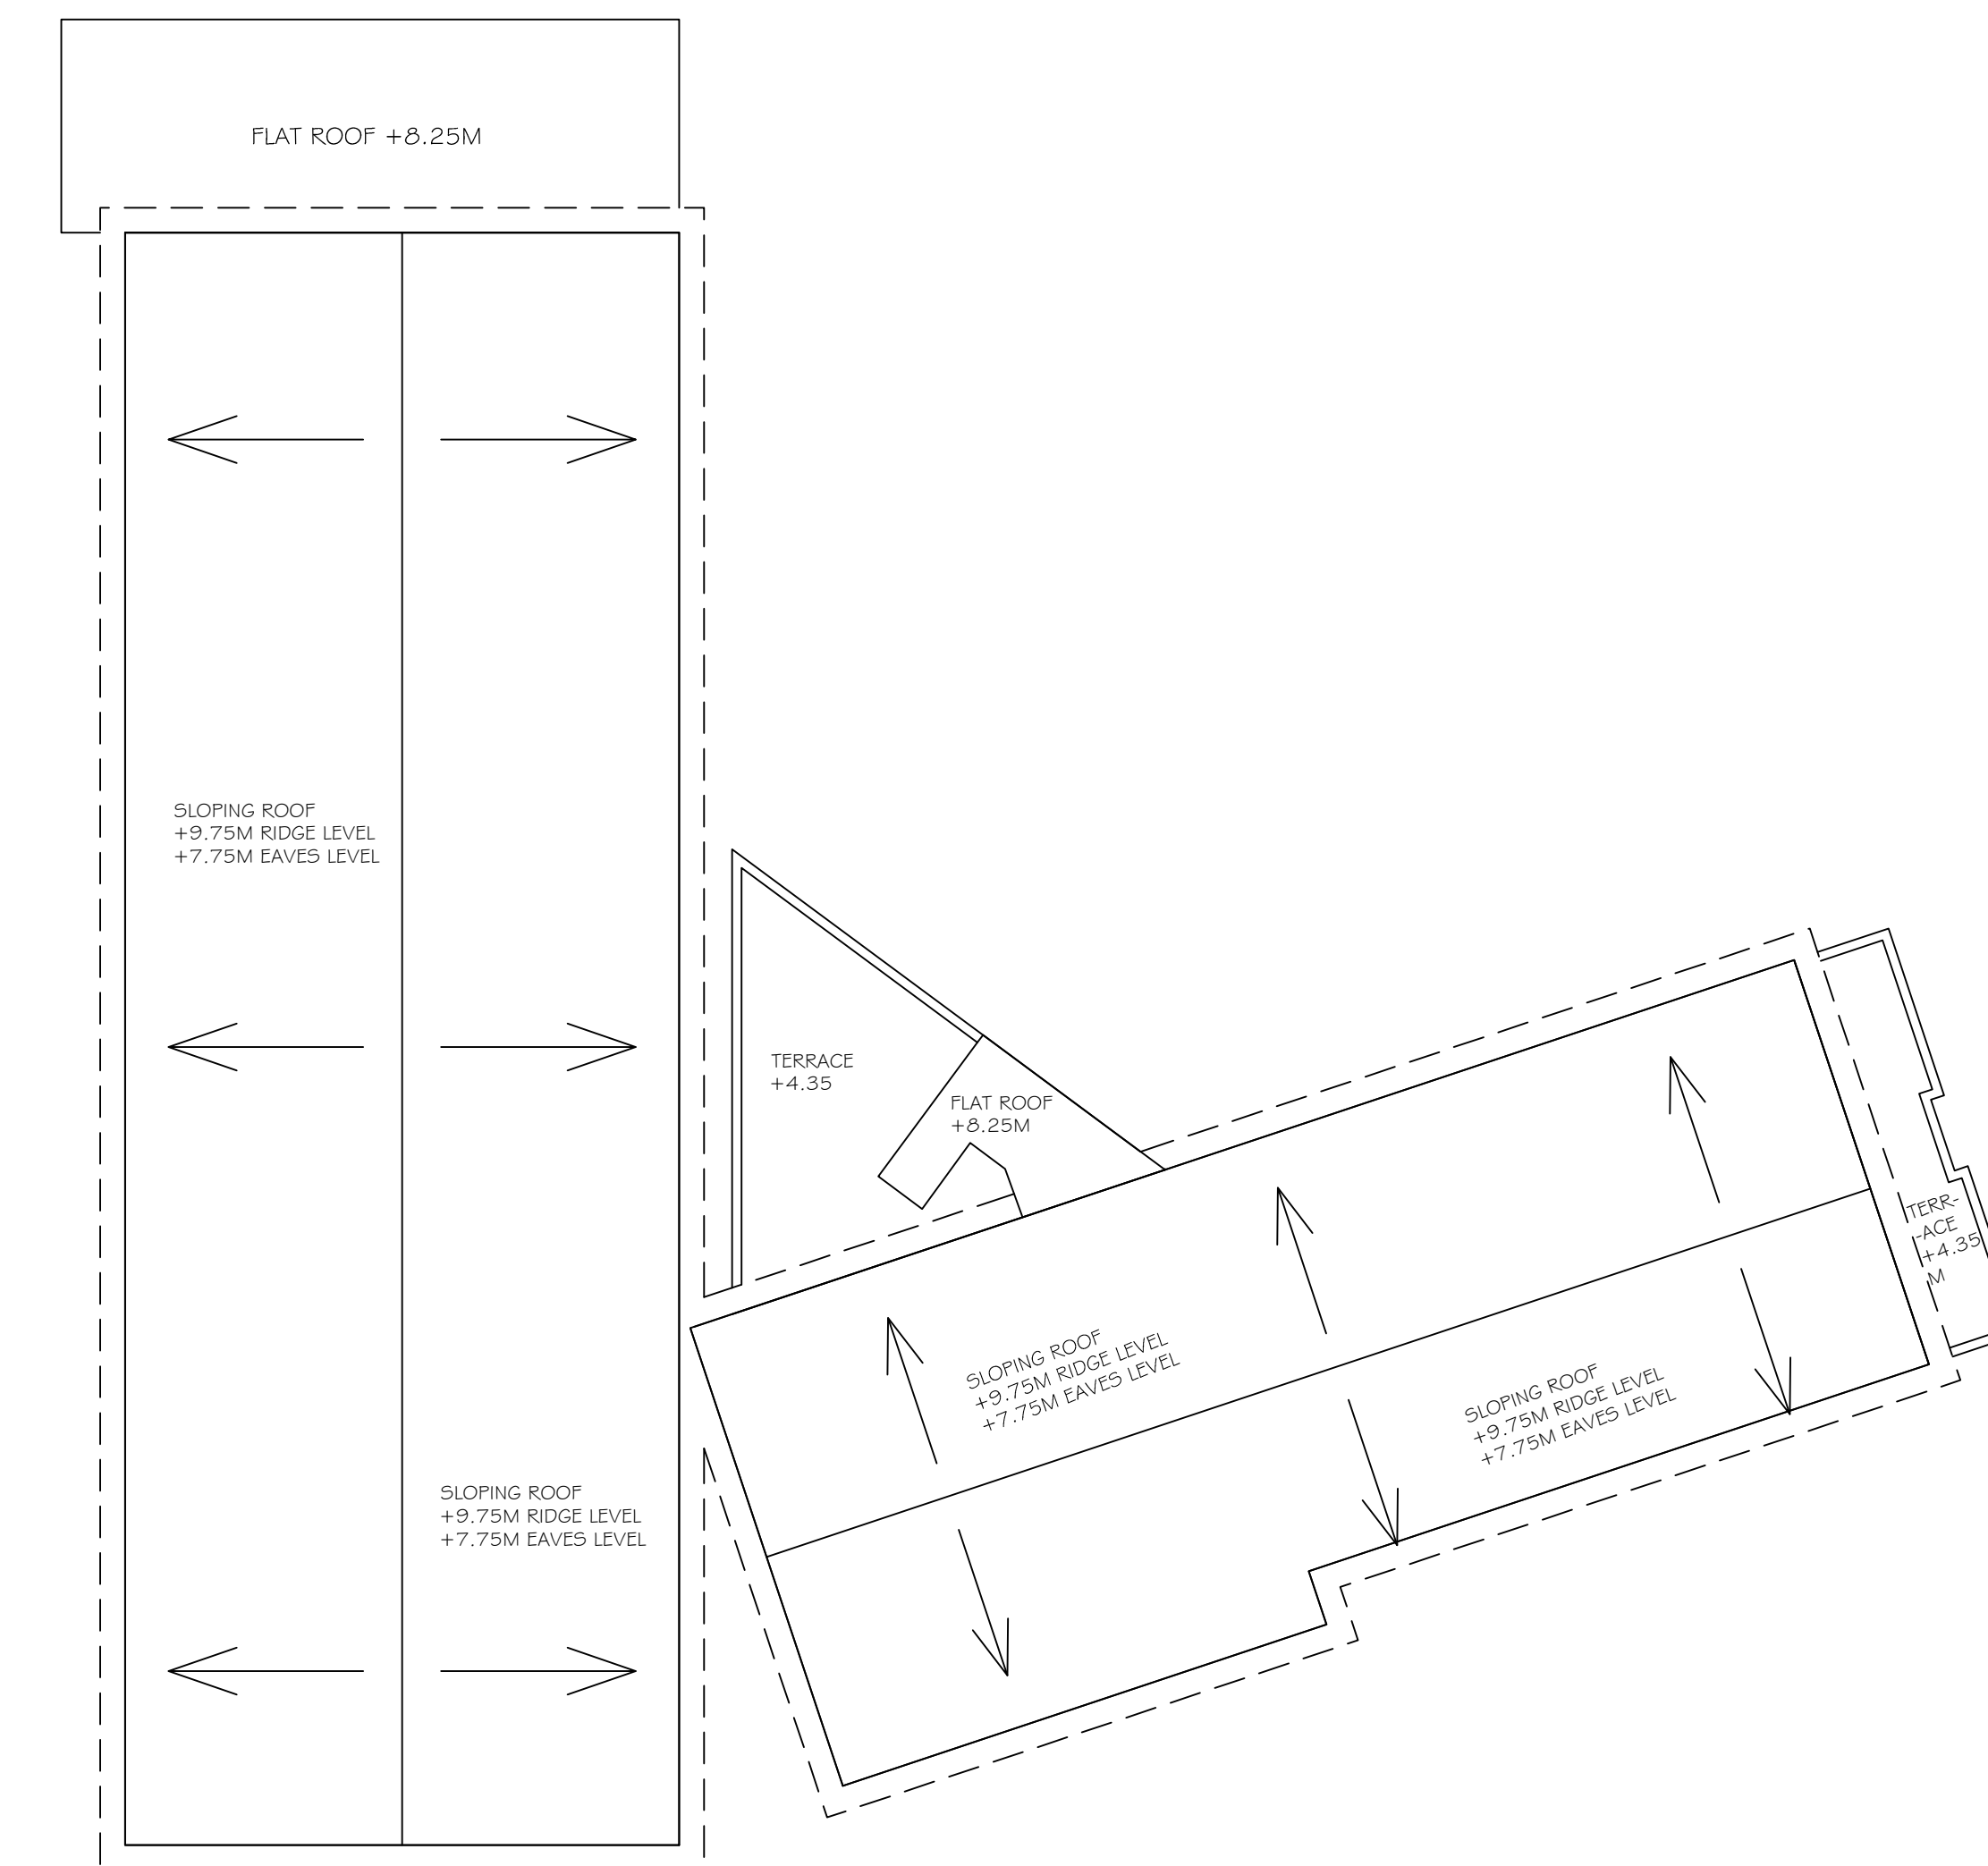 FLAT ROOF +8.25M
SLOPING ROOF
+9.75M RIDGE LEVEL
+7.75M EAVES LEVEL
TERRACE
+4.35
FLAT ROOF
+8.25M
TERR-
-ACE
+4.35
M
SLOPING ROOF
+9.75M RIDGE LEVEL
+7.75M EAVES LEVEL
SLOPING ROOF
+9.75M RIDGE LEVEL
+7.75M EAVES LEVEL
SLOPING ROOF
+9.75M RIDGE LEVEL
+7.75M EAVES LEVEL